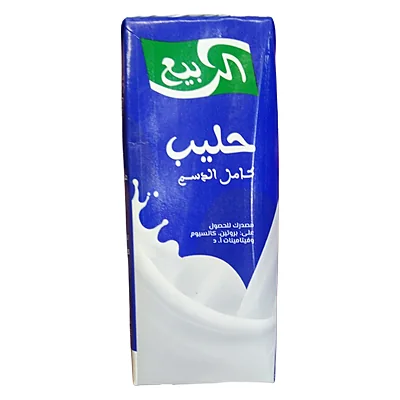 الربيع
حليب
كامل الدسم
مصدرك للحصول
على: بروتين، كالسيوم
وفيتامينات أ، د